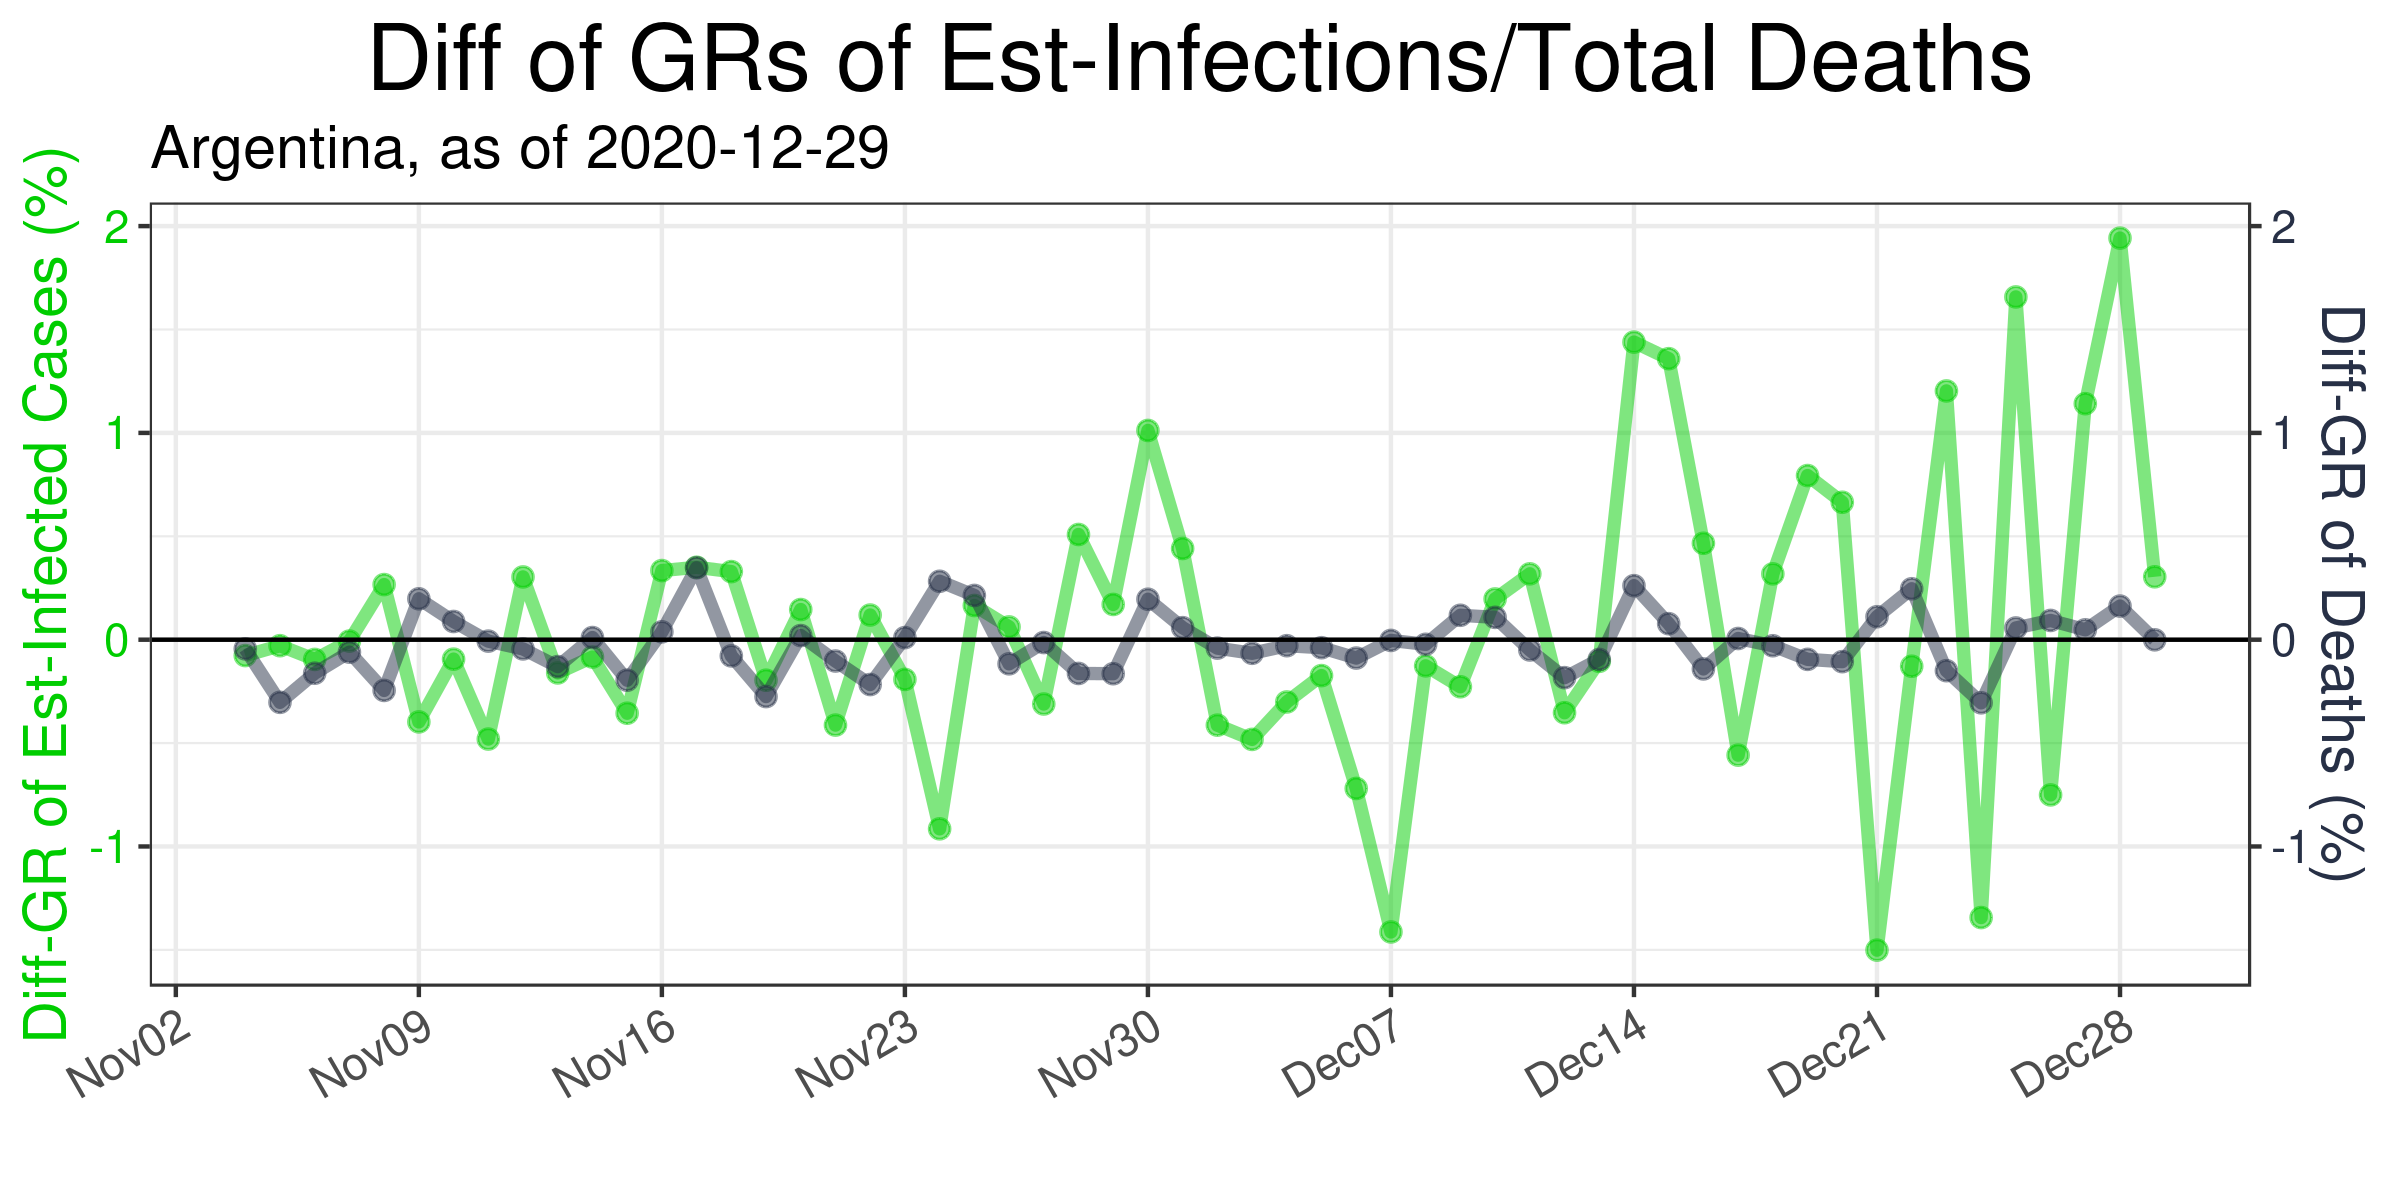 Diff of GRs of Est-Infections/Total Deaths
Argentina, as of 2020-12-29
Diff-GR of Est-Infected Cases (%)
2
1
0
-1
2
1
0
-1
Diff-GR of Deaths (%)
Nov02
Nov09
Nov16
Nov23
Nov30
Dec07
Dec14
Dec21
Dec28